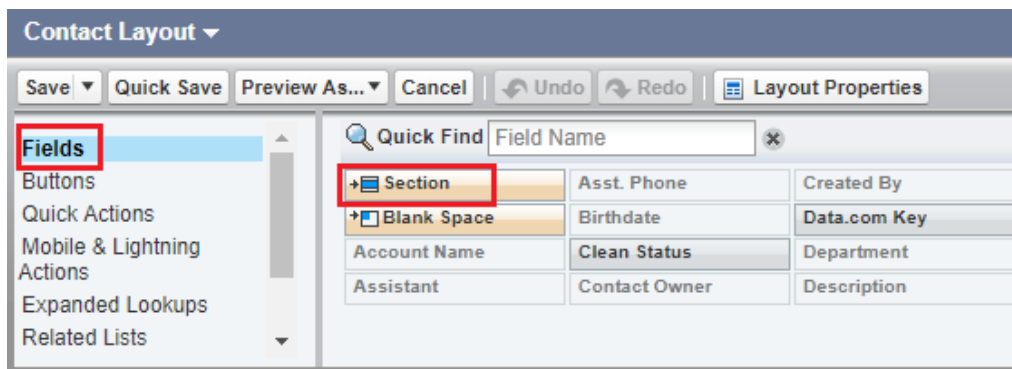 Contact Layout
Save Quick Save Preview As... Cancel Undo Redo Layout Properties
Fields
Buttons
Quick Actions
Mobile & Lightning
Actions
Expanded Lookups
Related Lists
Quick Find Field Name
Section Asst. Phone Created By
Blank Space Birthdate Data.com Key
Account Name Clean Status Department
Assistant Contact Owner Description